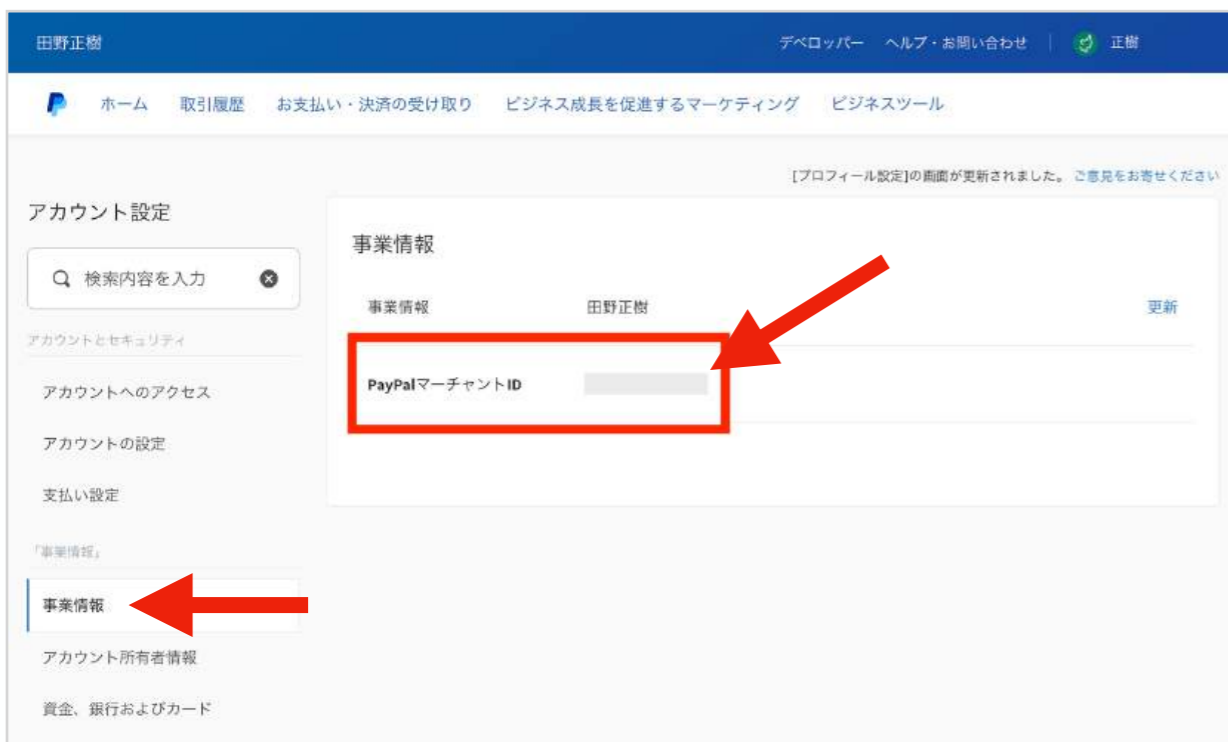 田野正樹
デベロッパー ヘルプ・お問い合わせ 正樹
ホーム 取引履歴 お支払い・決済の受け取り ビジネス成長を促進するマーケティング ビジネスツール
[プロフィール設定]の画面が更新されました。 ご意見をお寄せください
アカウント設定
検索内容を入力
アカウントとセキュリティ
アカウントへのアクセス
アカウントの設定
支払い設定
「事業情報」
事業情報
アカウント所有者情報
資金、銀行およびカード
事業情報
事業情報 田野正樹 更新
PayPalマーチャントID